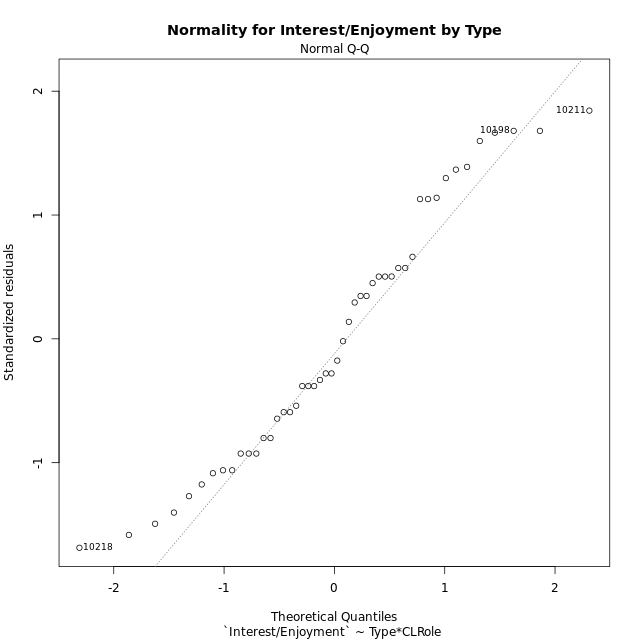 Normality for Interest/Enjoyment by Type
Normal Q-Q
2
1
0
-1
Standardized residuals
10211
10198
10218
-2 -1 0 1 2
Theoretical Quantiles
`Interest/Enjoyment` ~ Type*CLRole